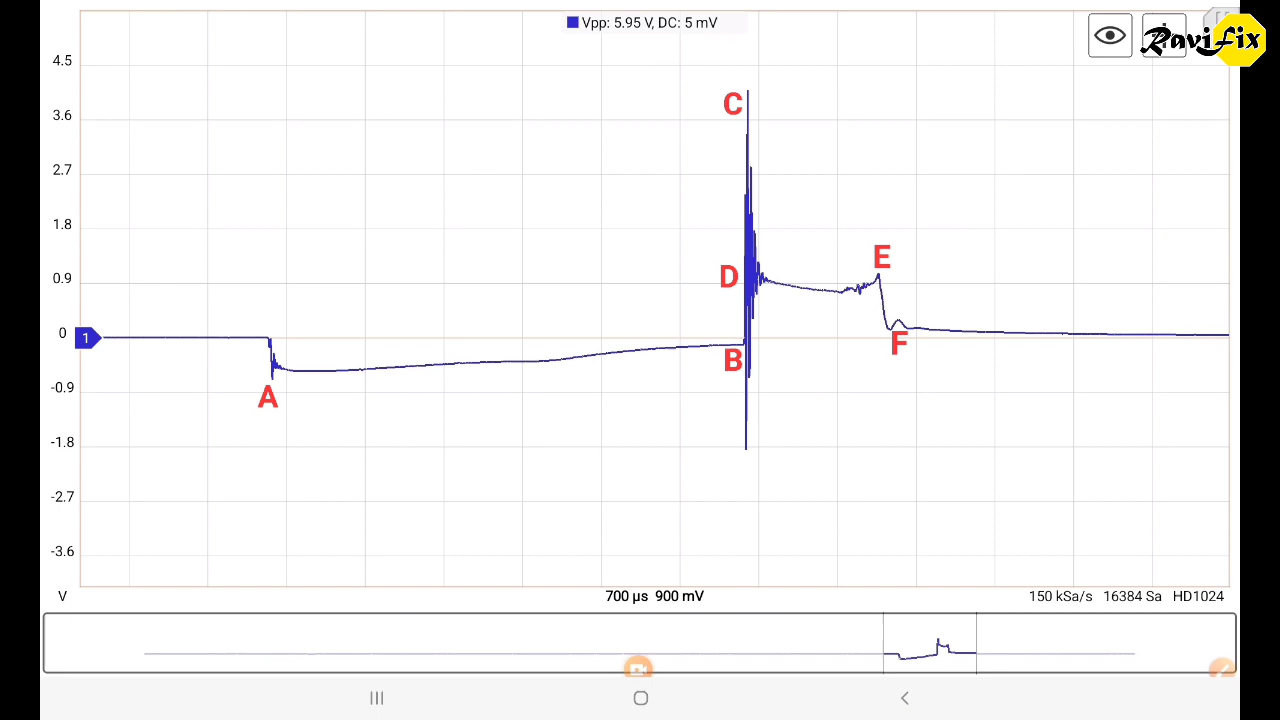 Vpp: 5.95 V, DC: 5 mV
RaviFix
4.5
3.6
2.7
1.8
0.9
0
-0.9
-1.8
-2.7
-3.6
V
1
A
B
C
D
E
F
700 µs 900 mV
150 kSa/s 16384 Sa HD1024